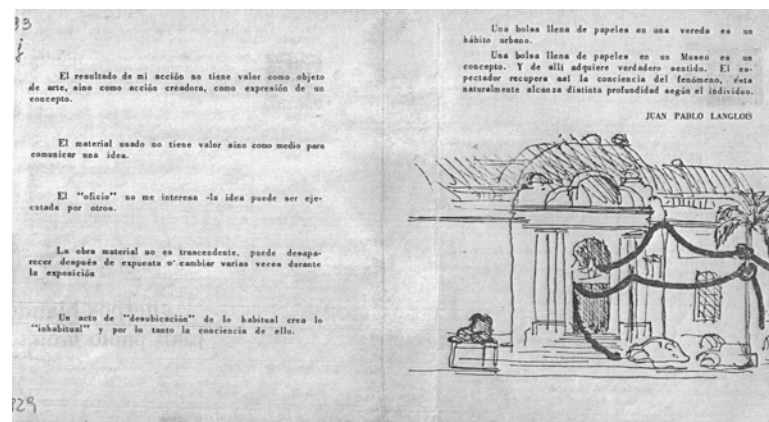 33
j
El resultado de mi acción no tiene valor como objeto
de arte, sino como acción creadora, como expresión de un
concepto.
El material usado no tiene valor sino como medio para
comunicar una idea.
El "oficio" no me interesa -la idea puede ser eje-
cutada por otros.
La obra material no es trascendente, puede desapa-
recer después de expuesta o cambiar varias veces durante
la exposición
Un acto de "desubicación" de lo habitual crea lo
"inhabitual" y por lo tanto la conciencia de ello.
329
Una bolsa llena de papeles en una vereda es un
hábito urbano.
Una bolsa llena de papeles en un Museo es un
concepto. Y de allí adquiere verdadero sentido. El es-
pectador recupera así la conciencia del fenómeno, ésta
naturalmente alcanza distinta profundidad según el individuo.
JUAN PABLO LANGLOIS